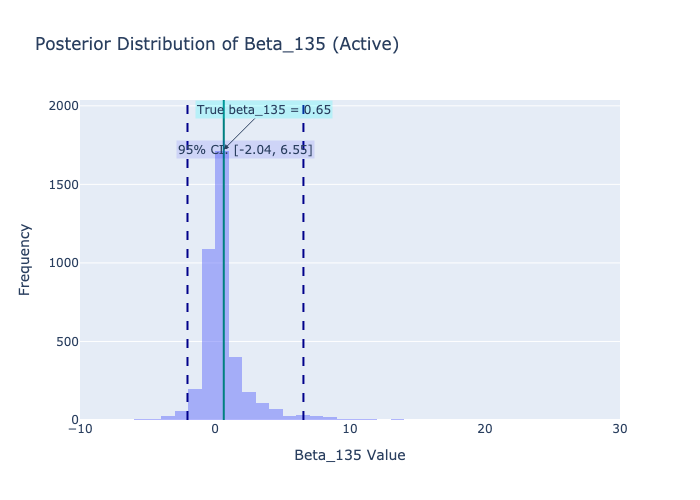 Posterior Distribution of Beta_135 (Active)
True beta_135 = 0.65
95% CI: [-2.04, 6.55]
2000
1500
1000
500
0
Frequency
−10
0
10
20
30
Beta_135 Value